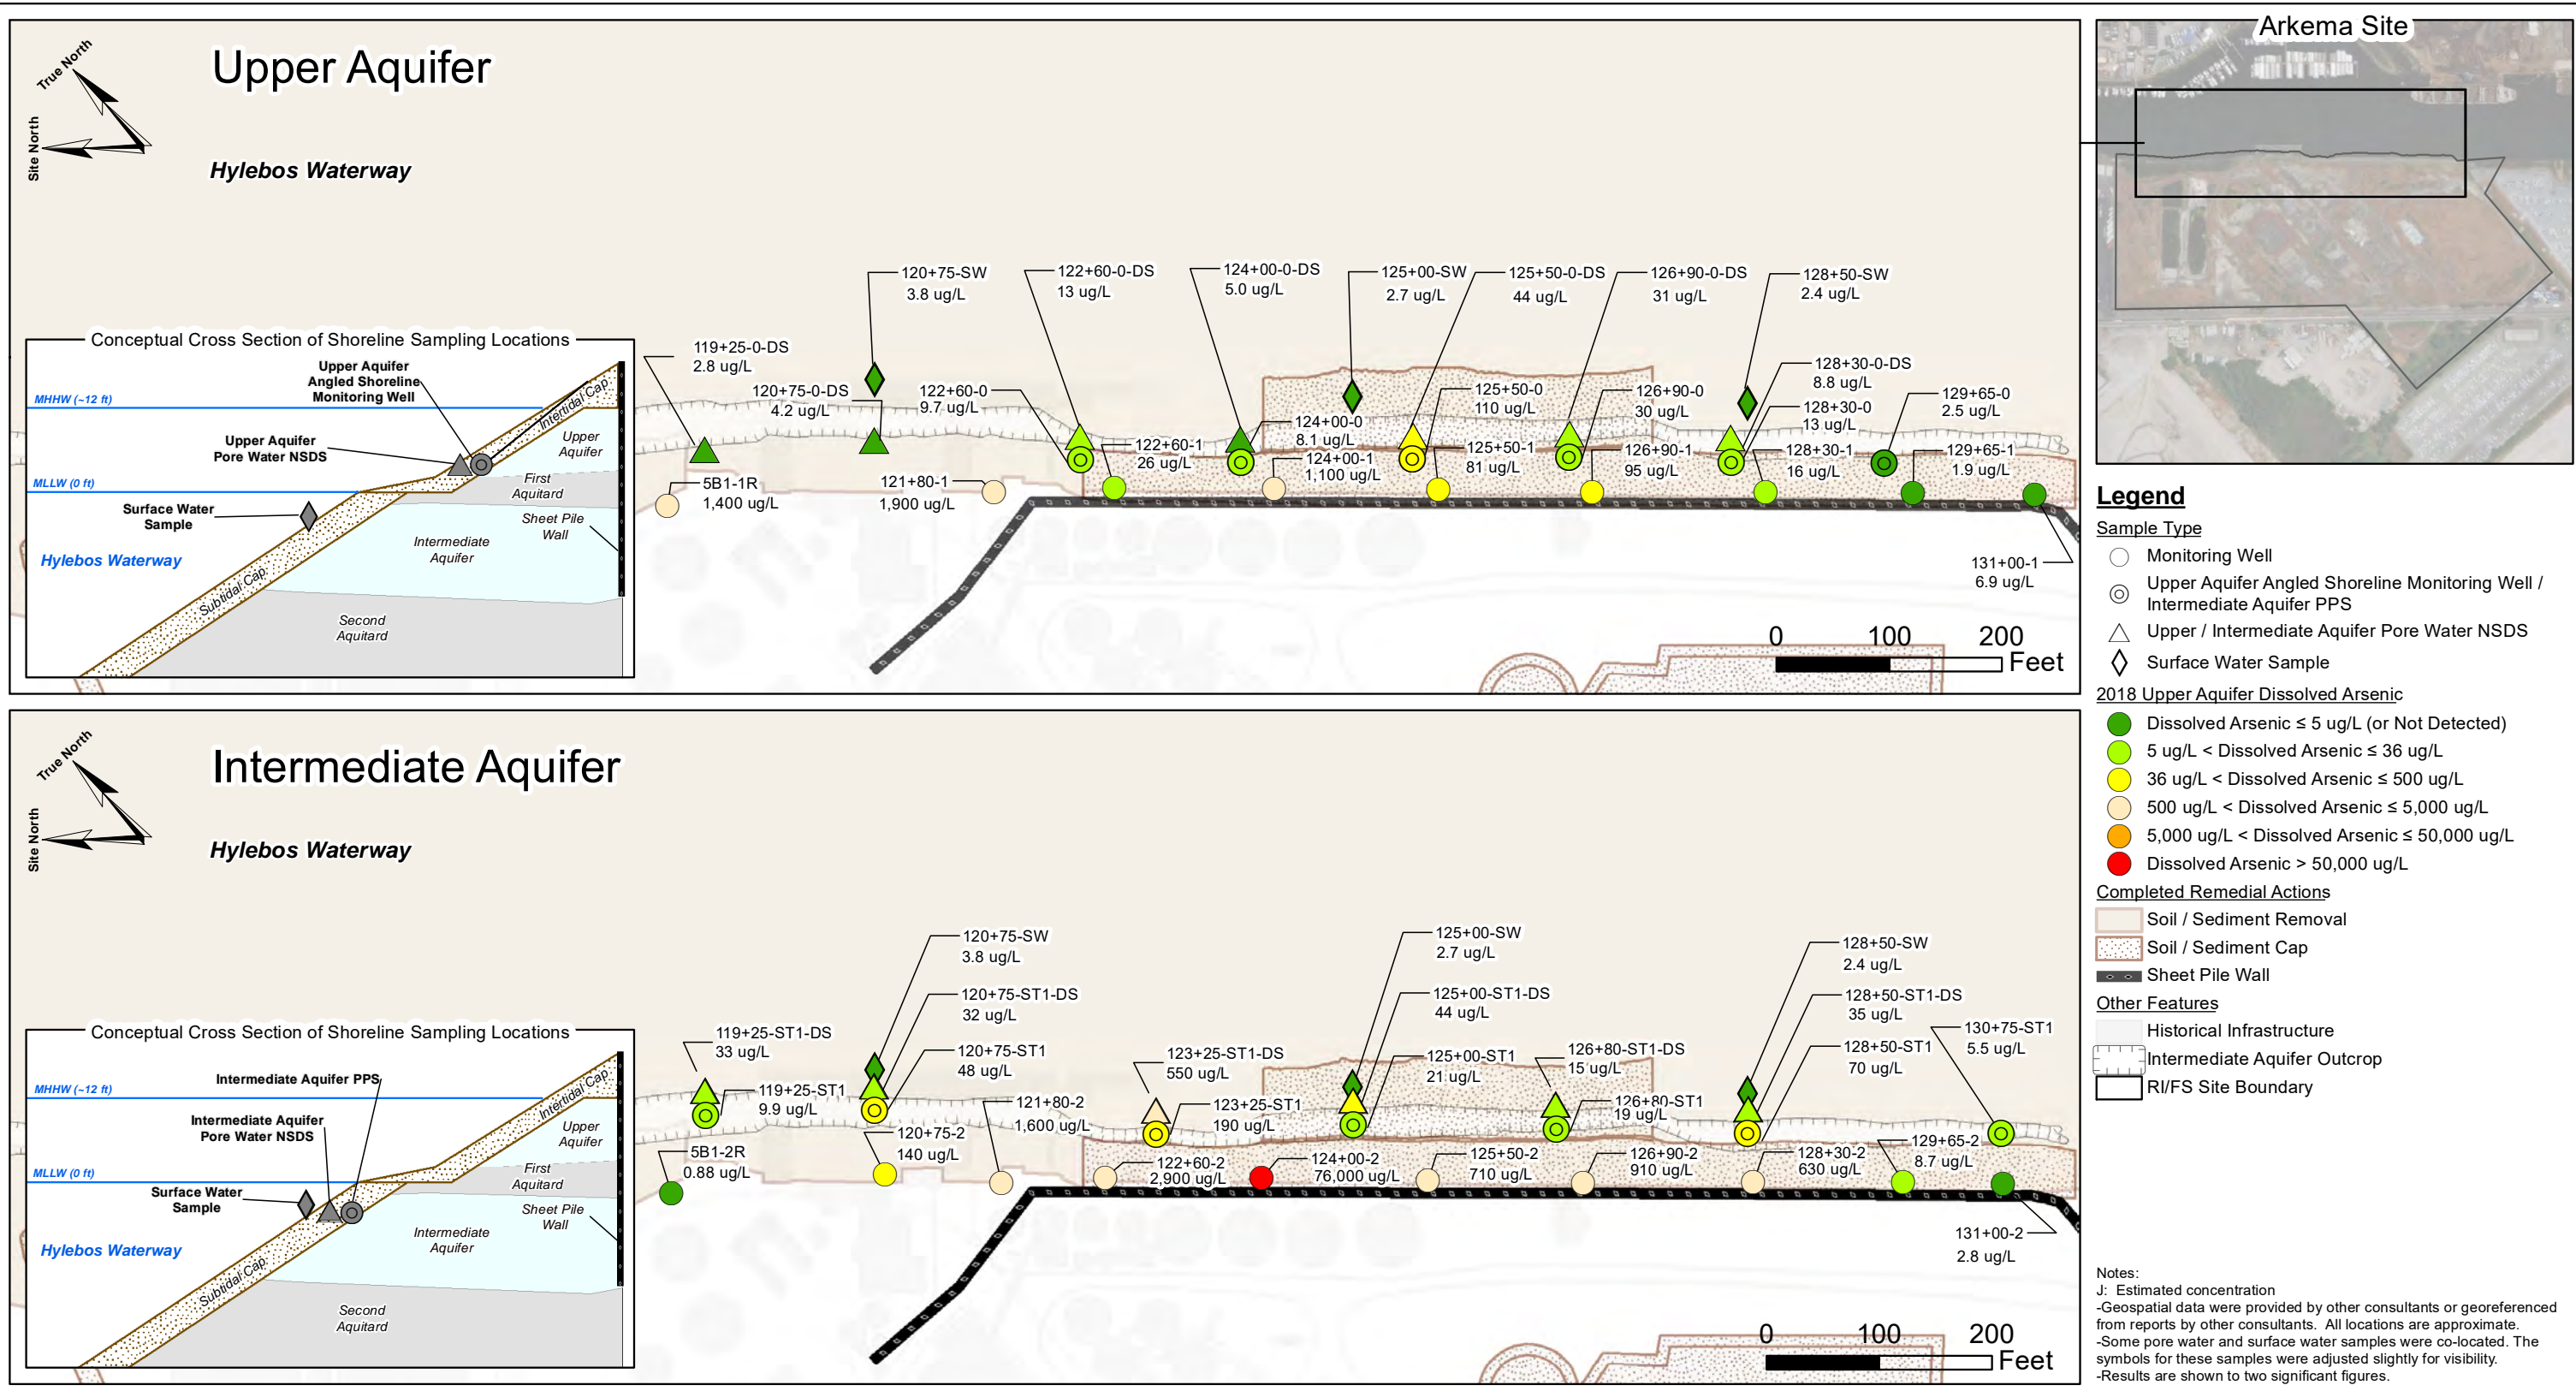 Upper Aquifer
True North
Site North
Hylebos Waterway
120+75-SW
3.8 ug/L
122+60-0-DS
13 ug/L
124+00-0-DS
5.0 ug/L
125+00-SW
2.7 ug/L
125+50-0-DS
44 ug/L
126+90-0-DS
31 ug/L
128+50-SW
2.4 ug/L
119+25-0-DS
2.8 ug/L
120+75-0-DS
4.2 ug/L
122+60-0
9.7 ug/L
124+00-0
8.1 ug/L
125+50-0
110 ug/L
126+90-0
30 ug/L
128+30-0-DS
8.8 ug/L
128+30-0
13 ug/L
129+65-0
2.5 ug/L
5B1-1R
1,400 ug/L
121+80-1
1,900 ug/L
122+60-1
26 ug/L
124+00-1
1,100 ug/L
125+50-1
81 ug/L
126+90-1
95 ug/L
128+30-1
16 ug/L
129+65-1
1.9 ug/L
131+00-1
6.9 ug/L
0 100 200
Feet
Conceptual Cross Section of Shoreline Sampling Locations
Upper Aquifer
Angled Shoreline
Monitoring Well
MHHW (~12 ft)
Intertidal Cap
Upper Aquifer
Pore Water NSDS
Upper
Aquifer
MLLW (0 ft)
First
Aquitard
Surface Water
Sample
Sheet Pile
Wall
Intermediate
Aquifer
Hylebos Waterway
Subtidal Cap
Second
Aquitard
Intermediate Aquifer
True North
Site North
Hylebos Waterway
120+75-SW
3.8 ug/L
120+75-ST1-DS
32 ug/L
120+75-ST1
48 ug/L
125+00-SW
2.7 ug/L
125+00-ST1-DS
44 ug/L
125+00-ST1
21 ug/L
128+50-SW
2.4 ug/L
128+50-ST1-DS
35 ug/L
128+50-ST1
70 ug/L
130+75-ST1
5.5 ug/L
119+25-ST1-DS
33 ug/L
119+25-ST1
9.9 ug/L
123+25-ST1-DS
550 ug/L
123+25-ST1
190 ug/L
126+80-ST1-DS
15 ug/L
126+80-ST1
19 ug/L
5B1-2R
0.88 ug/L
120+75-2
140 ug/L
121+80-2
1,600 ug/L
122+60-2
2,900 ug/L
124+00-2
76,000 ug/L
125+50-2
710 ug/L
126+90-2
910 ug/L
128+30-2
630 ug/L
129+65-2
8.7 ug/L
131+00-2
2.8 ug/L
0 100 200
Feet
Conceptual Cross Section of Shoreline Sampling Locations
Intermediate Aquifer PPS
MHHW (~12 ft)
Intertidal Cap
Intermediate Aquifer
Pore Water NSDS
Upper
Aquifer
MLLW (0 ft)
First
Aquitard
Surface Water
Sample
Sheet Pile
Wall
Intermediate
Aquifer
Hylebos Waterway
Subtidal Cap
Second
Aquitard
Arkema Site
Legend
Sample Type
Monitoring Well
Upper Aquifer Angled Shoreline Monitoring Well /
Intermediate Aquifer PPS
Upper / Intermediate Aquifer Pore Water NSDS
Surface Water Sample
2018 Upper Aquifer Dissolved Arsenic
Dissolved Arsenic ≤ 5 ug/L (or Not Detected)
5 ug/L < Dissolved Arsenic ≤ 36 ug/L
36 ug/L < Dissolved Arsenic ≤ 500 ug/L
500 ug/L < Dissolved Arsenic ≤ 5,000 ug/L
5,000 ug/L < Dissolved Arsenic ≤ 50,000 ug/L
Dissolved Arsenic > 50,000 ug/L
Completed Remedial Actions
Soil / Sediment Removal
Soil / Sediment Cap
Sheet Pile Wall
Other Features
Historical Infrastructure
Intermediate Aquifer Outcrop
RI/FS Site Boundary
Notes:
J: Estimated concentration
-Geospatial data were provided by other consultants or georeferenced
from reports by other consultants. All locations are approximate.
-Some pore water and surface water samples were co-located. The
symbols for these samples were adjusted slightly for visibility.
-Results are shown to two significant figures.